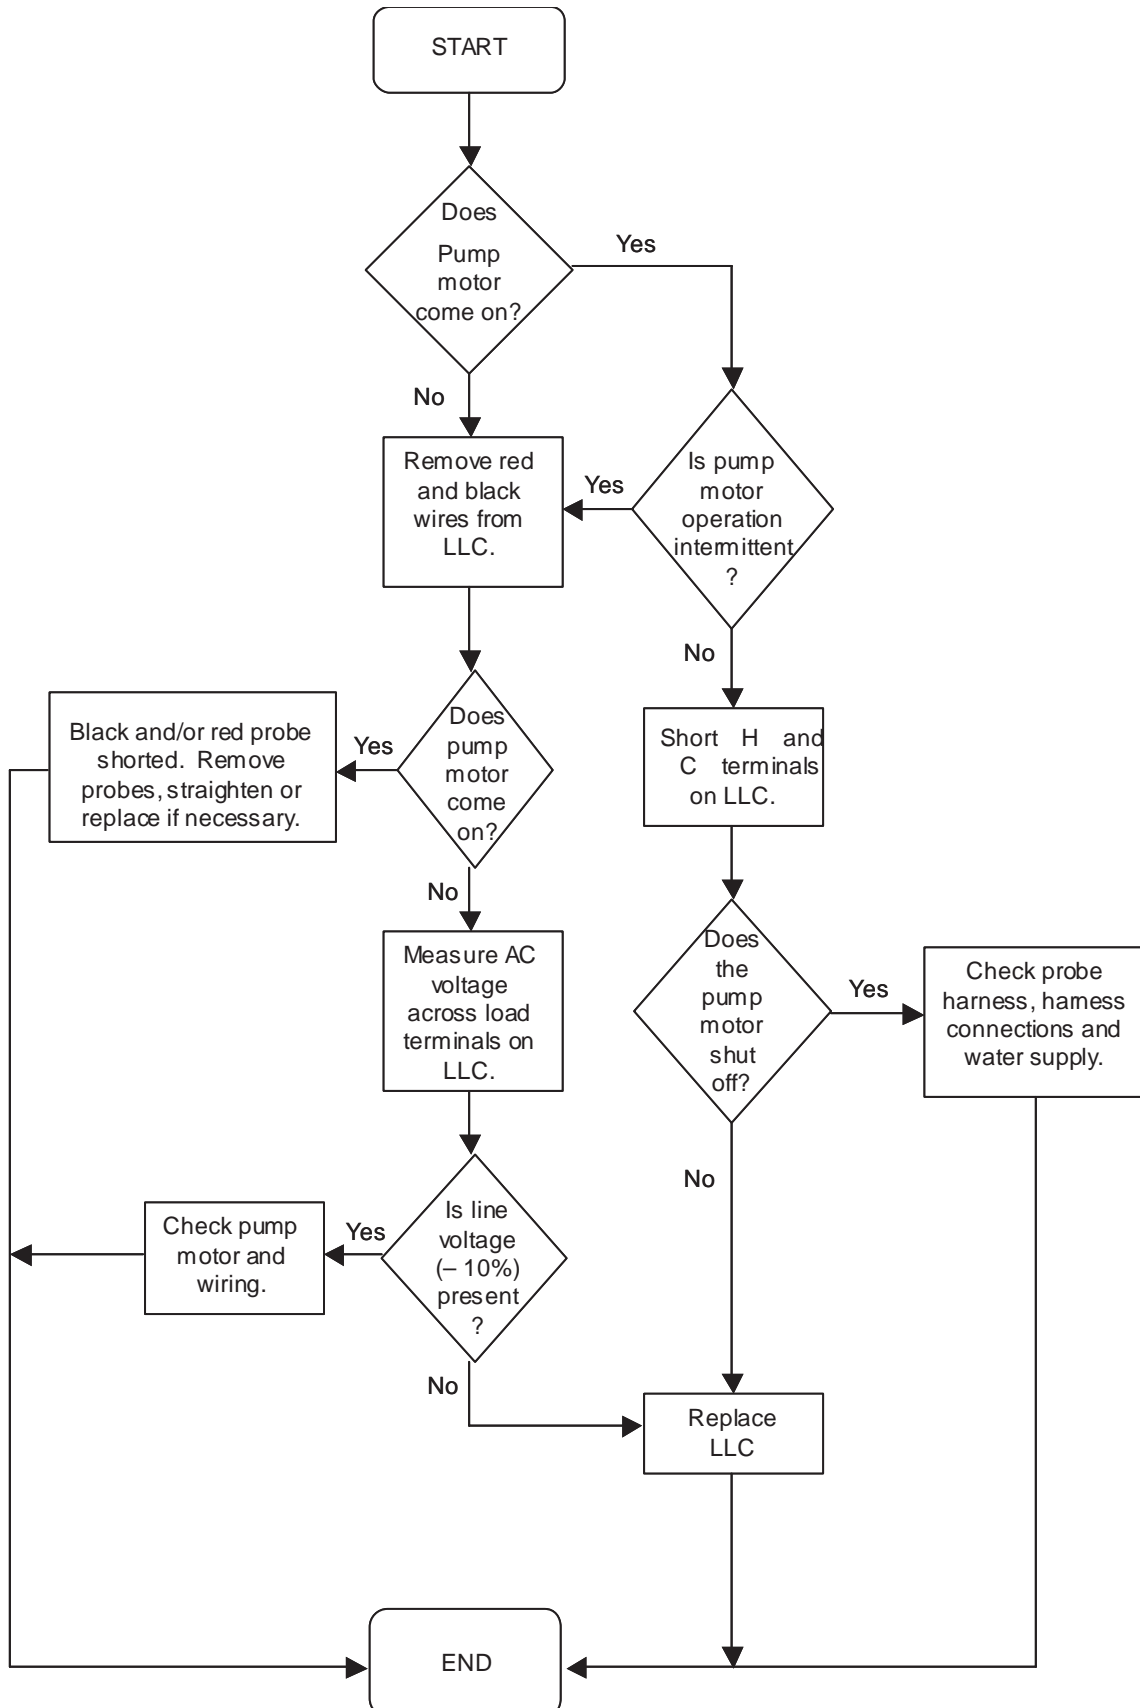 START
Does
Pump
motor
come on?
Yes
No
Remove red
and black
wires from
LLC.
Yes
Is pump
motor
operation
intermittent
?
No
Black and/or red probe
shorted. Remove
probes, straighten or
replace if necessary.
Yes
Does
pump
motor
come
on?
Short H and
C terminals
on LLC.
No
Measure AC
voltage
across load
terminals on
LLC.
Does
the
pump
motor
shut
off?
Yes
Check probe
harness, harness
connections and
water supply.
No
Check pump
motor and
wiring.
Yes
Is line
voltage
(– 10%)
present
?
No
Replace
LLC
END